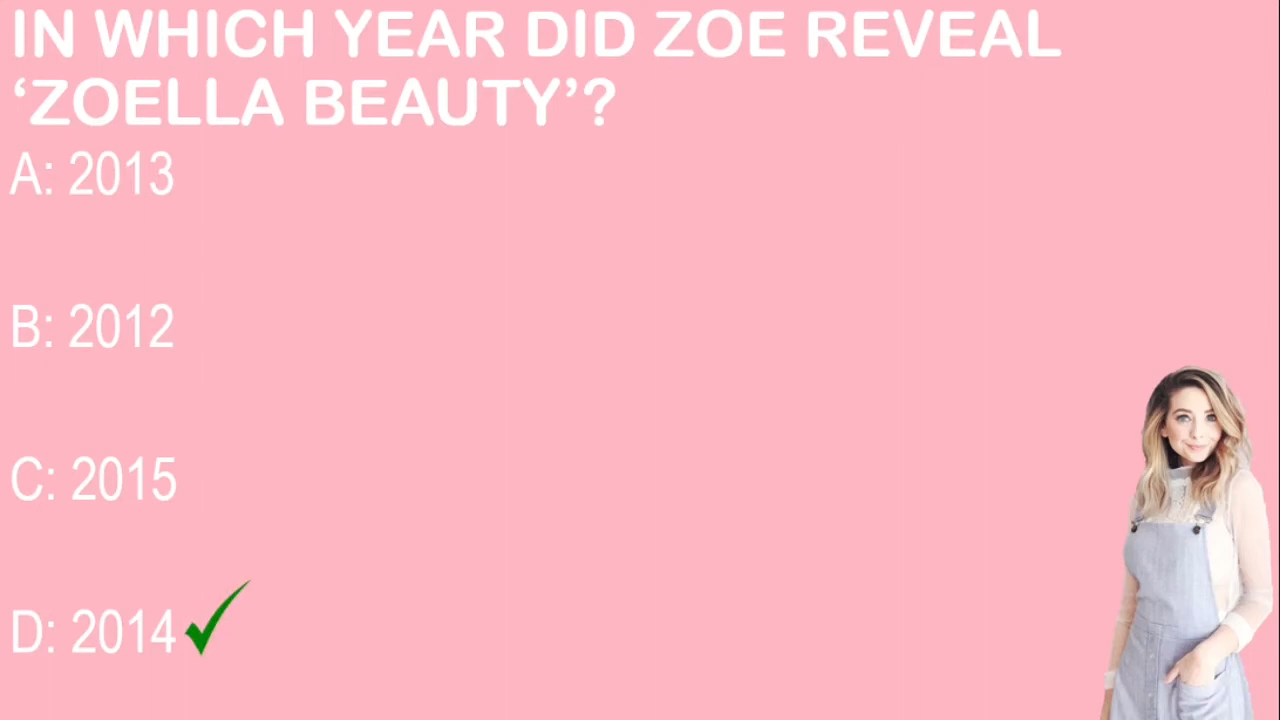 IN WHICH YEAR DID ZOE REVEAL
‘ZOELLA BEAUTY’?
A: 2013
B: 2012
C: 2015
D: 2014